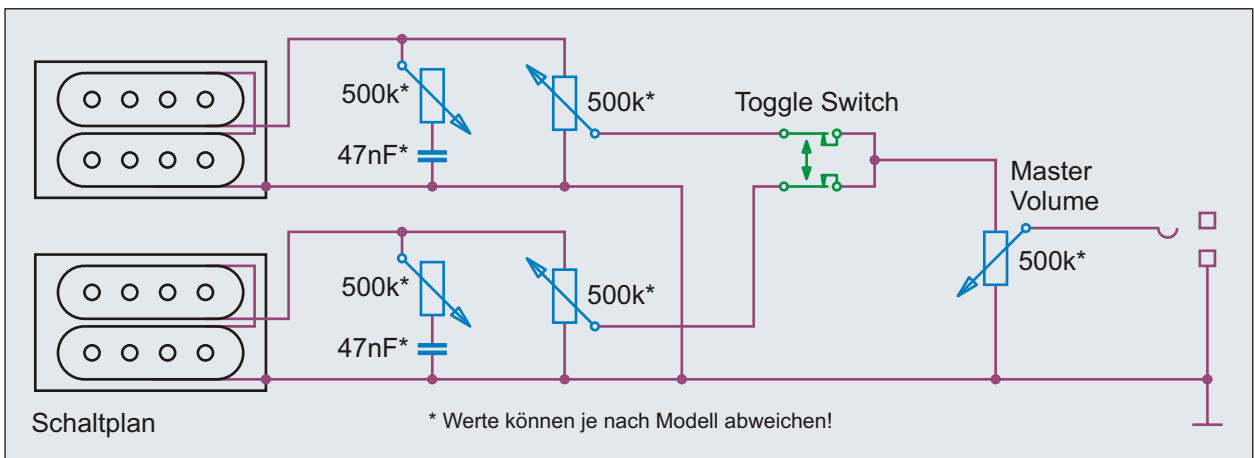 500k*
47nF*
500k*
Toggle Switch
Master
Volume
500k*
500k*
47nF*
500k*
Schaltplan
* Werte können je nach Modell abweichen!